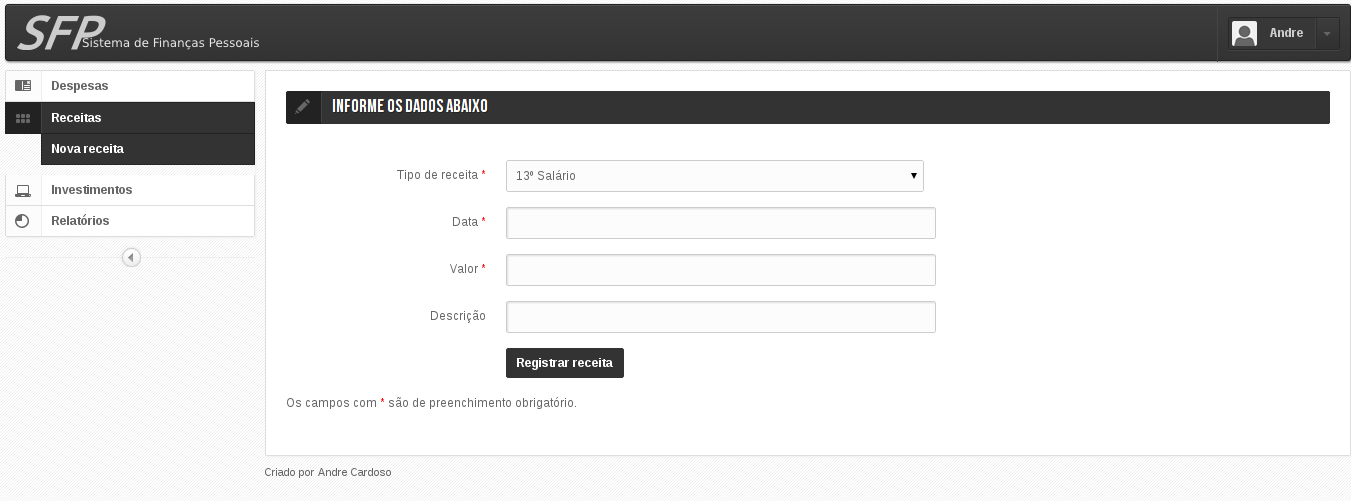 SFP Sistema de Finanças Pessoais
Andre
Despesas
Receitas
Nova receita
Investimentos
Relatórios
INFORME OS DADOS ABAIXO
Tipo de receita * 13º Salário
Data *
Valor *
Descrição
Registrar receita
Os campos com * são de preenchimento obrigatório.
Criado por Andre Cardoso